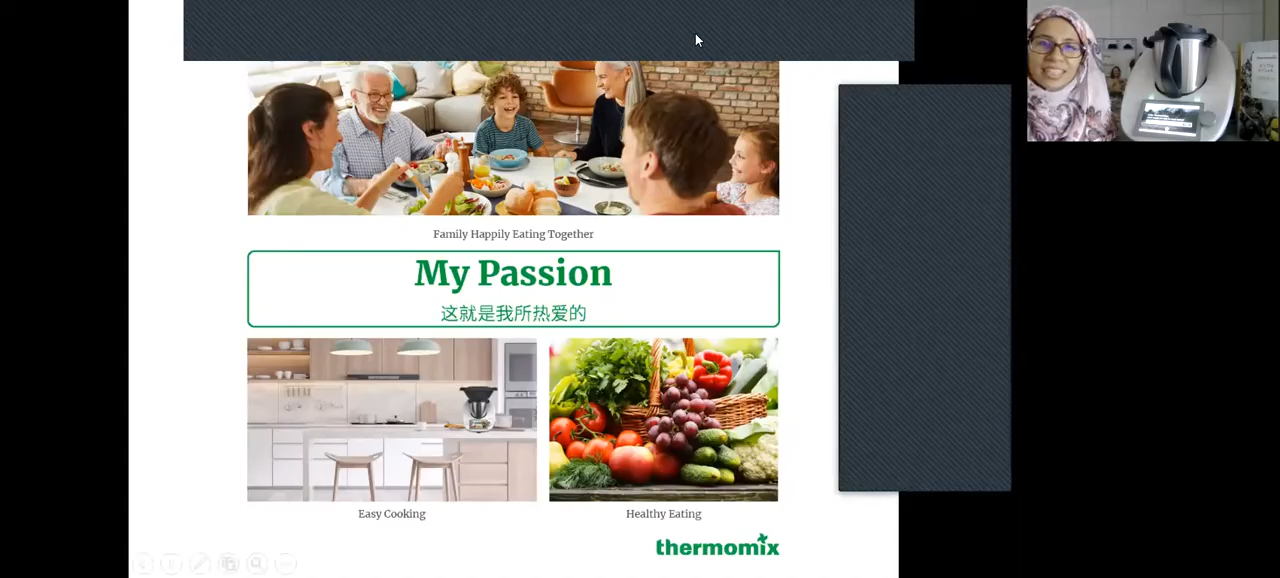 Family Happily Eating Together
My Passion
这就是我所热爱的
Easy Cooking
Healthy Eating
thermomix